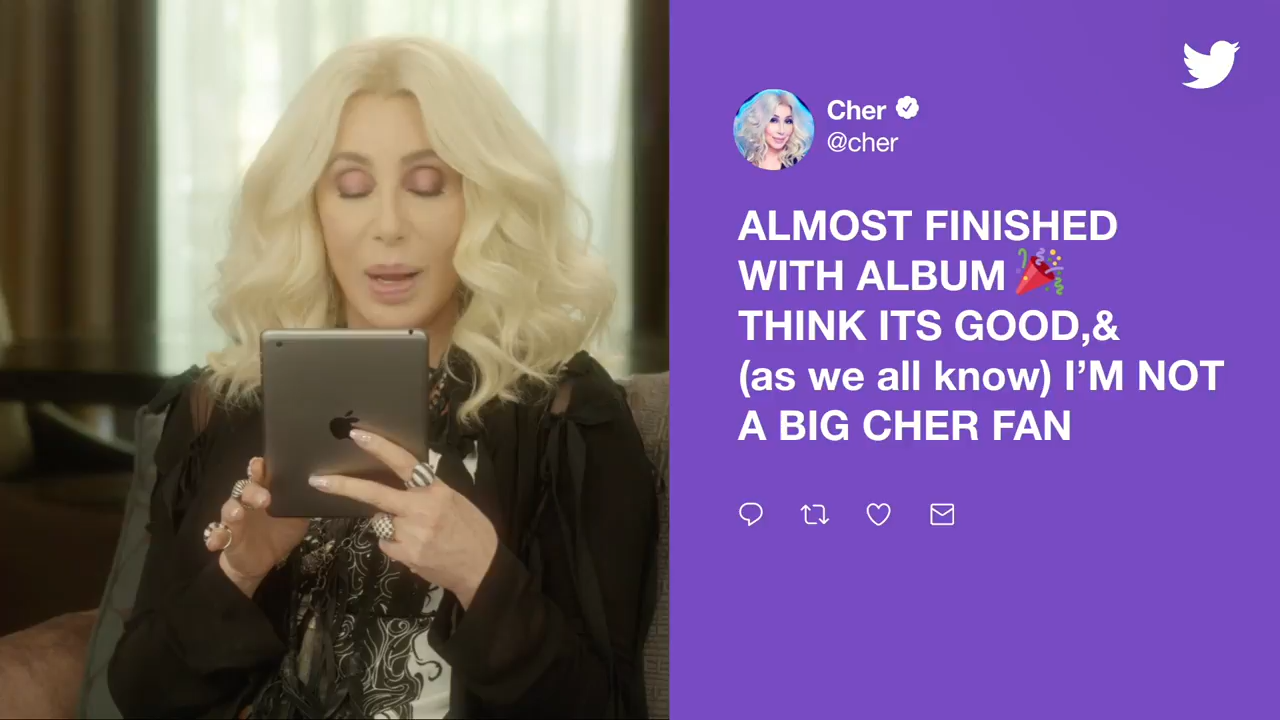 Cher
@cher
ALMOST FINISHED
WITH ALBUM 🎉
THINK ITS GOOD,&
(as we all know) I’M NOT
A BIG CHER FAN